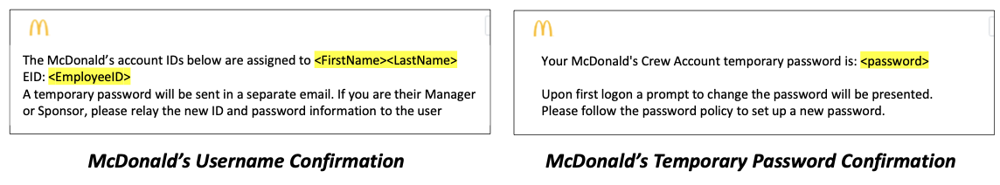 The McDonald’s account IDs below are assigned to <FirstName><LastName>
EID: <EmployeeID>
A temporary password will be sent in a separate email. If you are their Manager
or Sponsor, please relay the new ID and password information to the user
McDonald’s Username Confirmation
Your McDonald's Crew Account temporary password is: <password>
Upon first logon a prompt to change the password will be presented.
Please follow the password policy to set up a new password.
McDonald’s Temporary Password Confirmation